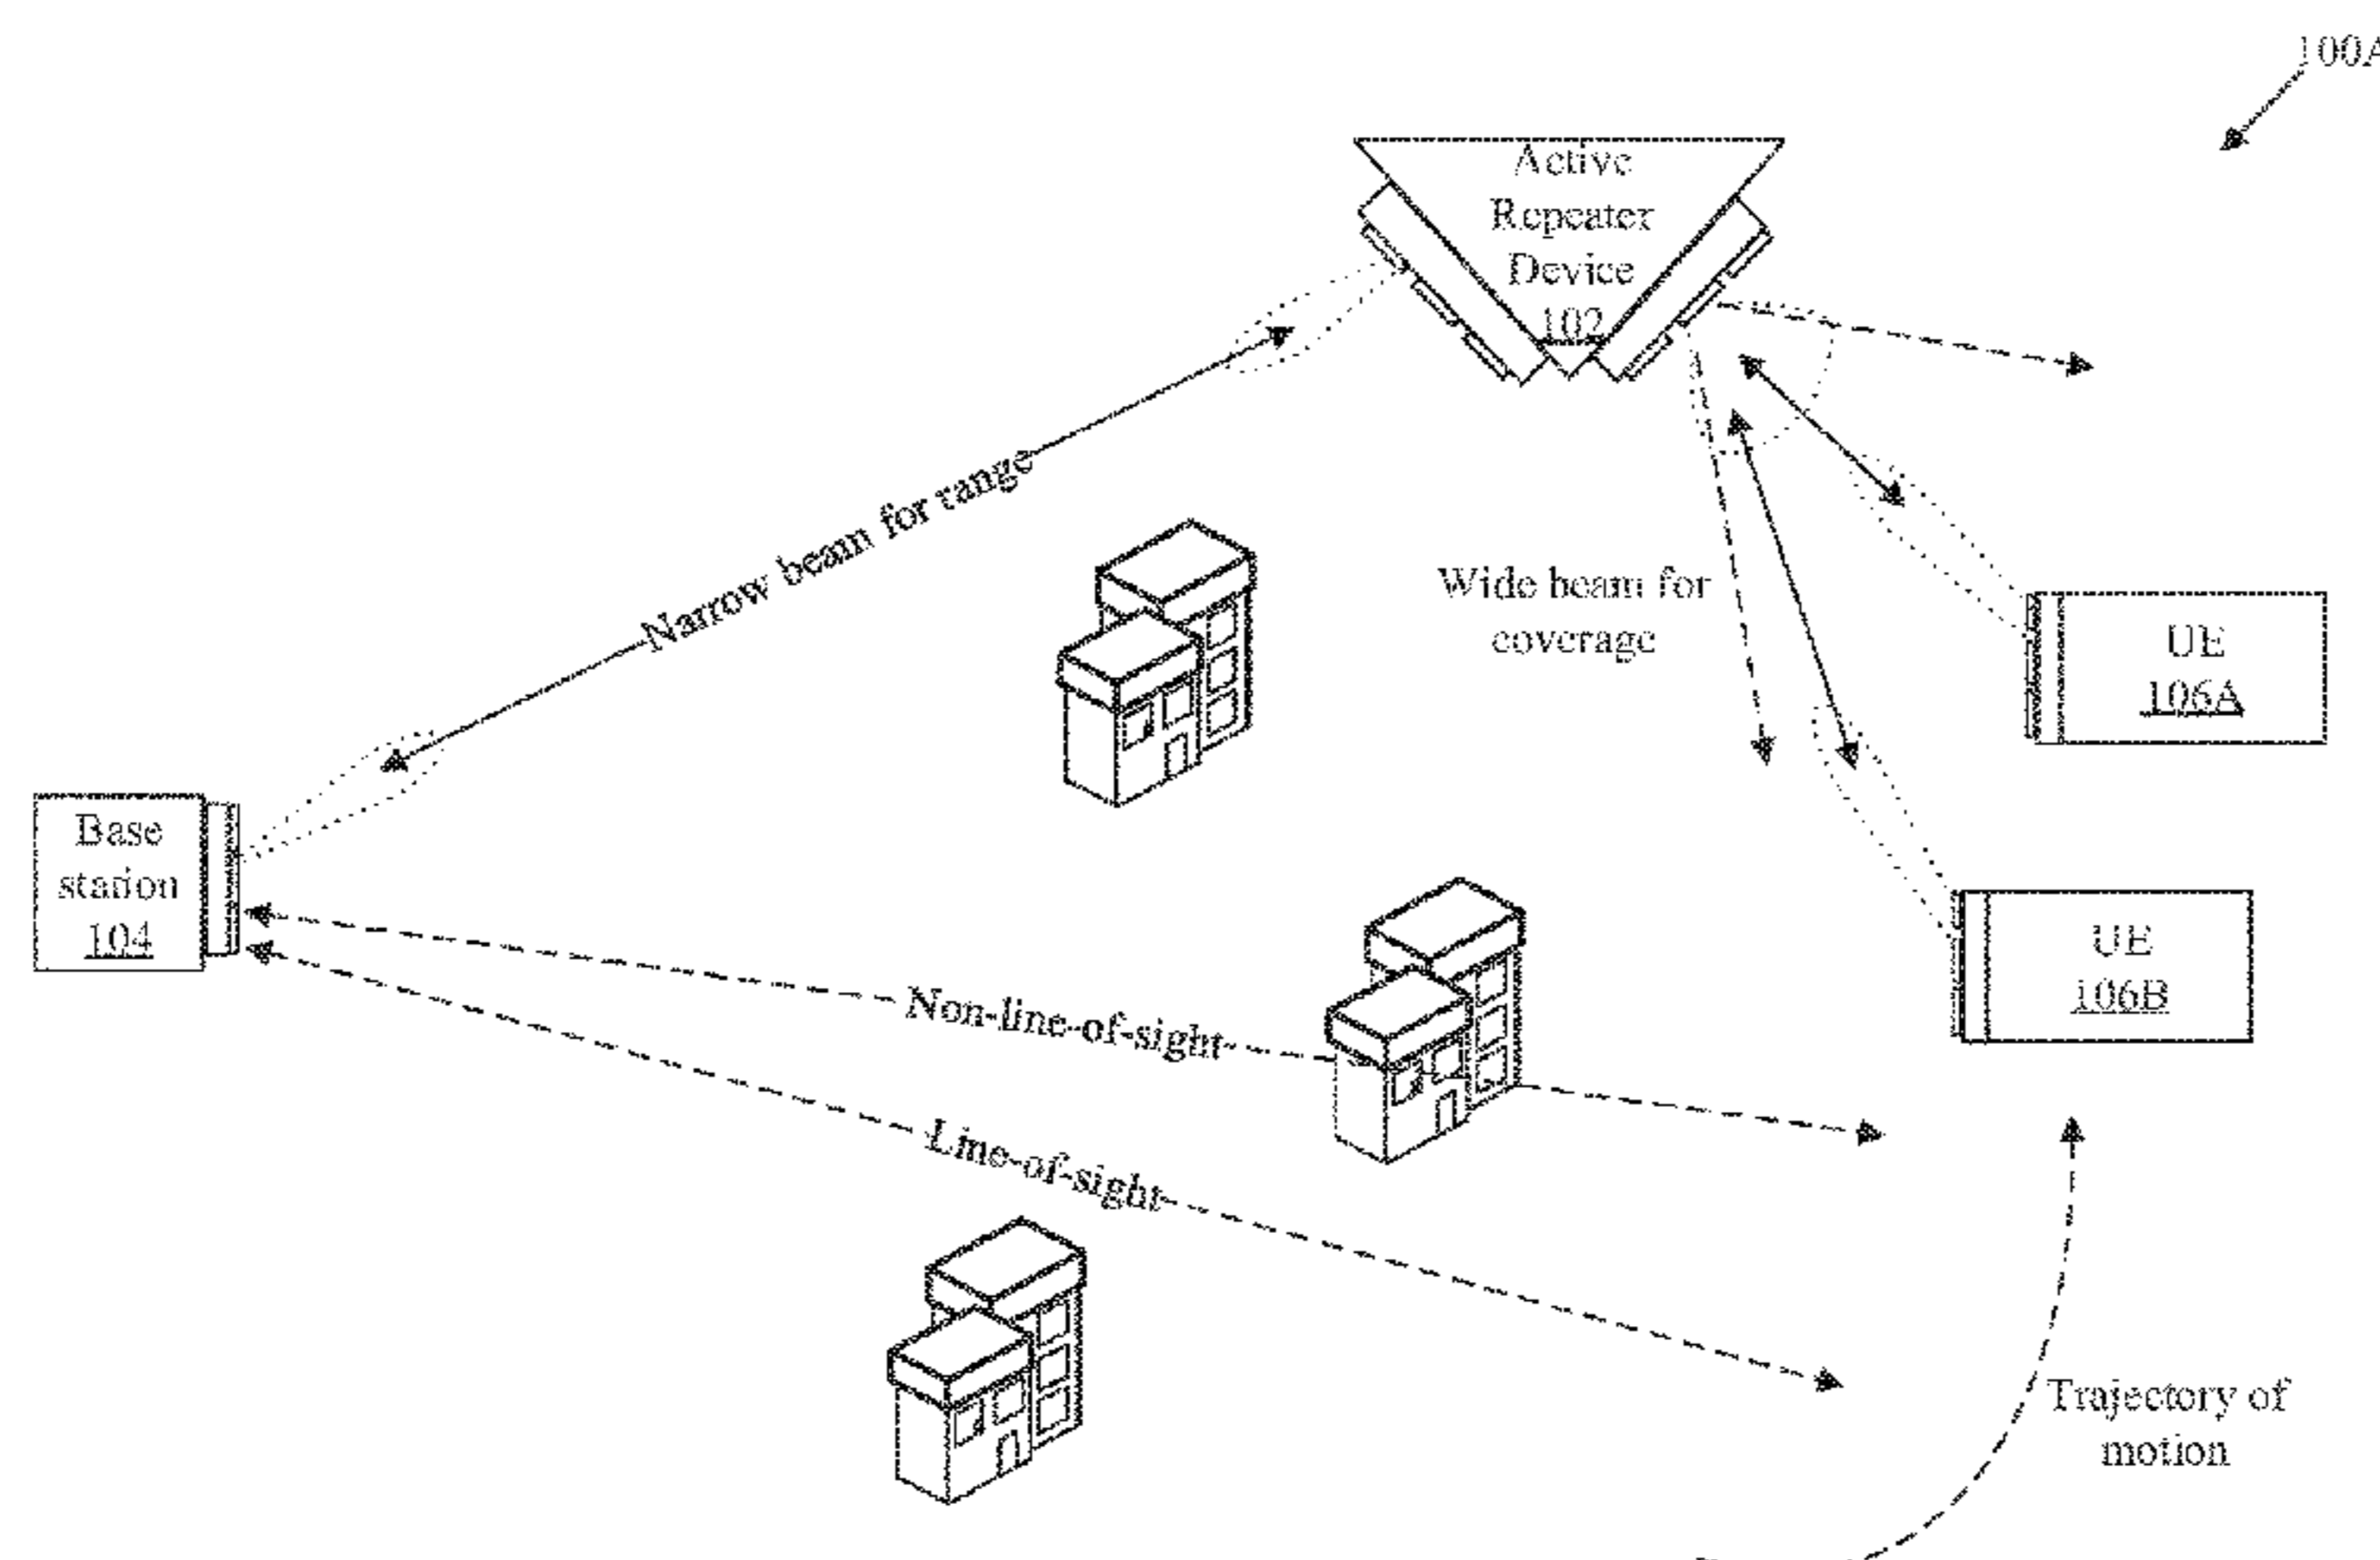 100A
Active
Repeater
Device
102
Narrow beam for range
Wide beam for
coverage
UE
106A
Base
station
104
UE
106B
Non-line-of-sight
Line-of-sight
Trajectory of
motion